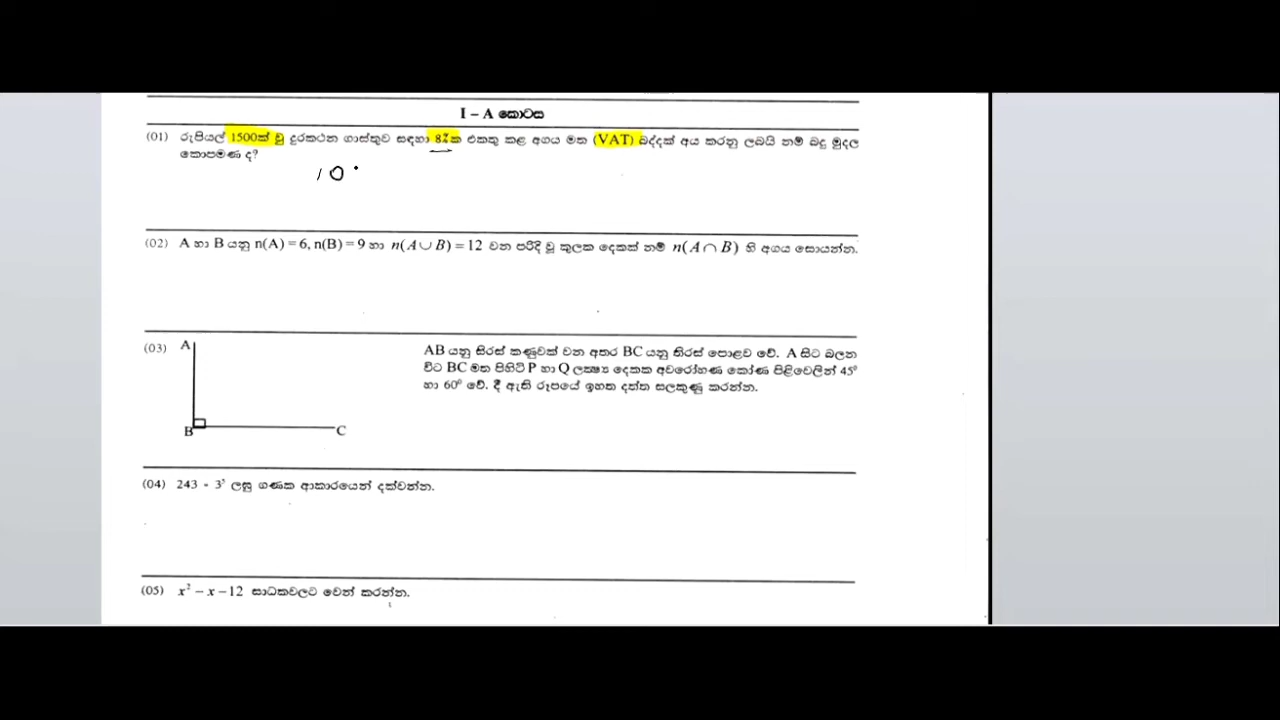 I – A කොටස
(01) රුපියල් 1500ක් වු දුරකථන ගාස්තුව සඳහා 8%ක එකතු කළ අගය මත (VAT) බද්දක් අය කරනු ලබයි නම් බදු මුදල
කොපමණ ද?
10
(02) A හා B යනු n(A) = 6, n(B) = 9 හා n(A ∪ B) = 12 වන පරිදි වූ කුලක දෙකක් නම් n(A ∩ B) හි අගය සොයන්න.
(03) A
AB යනු සිරස් කණුවක් වන අතර BC යනු තිරස් පොළව වේ. A සිට බලන
විට BC මත පිහිටි P හා Q ලක්‍ෂ්‍ය දෙකක අවරෝහණ කෝණ පිළිවෙලින් 45⁰
හා 60⁰ වේ. දී ඇති රූපයේ ඉහත දත්ත සලකුණු කරන්න.
B C
(04) 243 = 3⁵ ලඝු ගණක ආකාරයෙන් දක්වන්න.
(05) x² – x – 12 සාධකවලට වෙන් කරන්න.